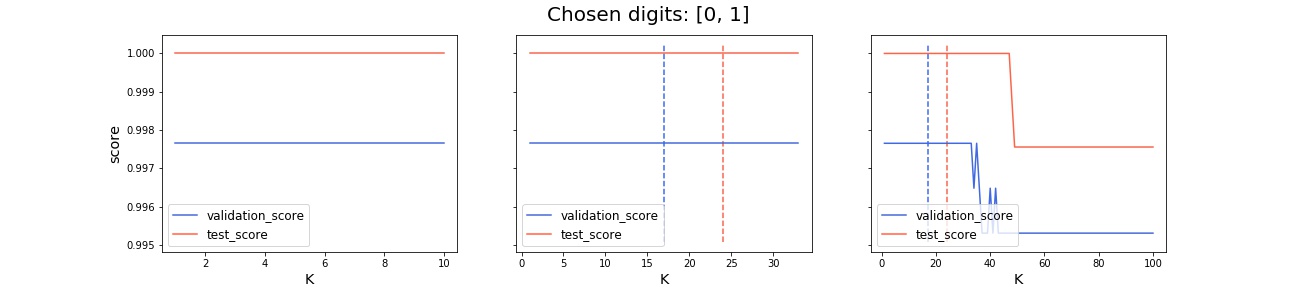 Chosen digits: [0, 1]
score
1.000
0.999
0.998
0.997
0.996
0.995
validation_score
test_score
2 4 6 8 10
K
validation_score
test_score
0 5 10 15 20 25 30
K
validation_score
test_score
0 20 40 60 80 100
K